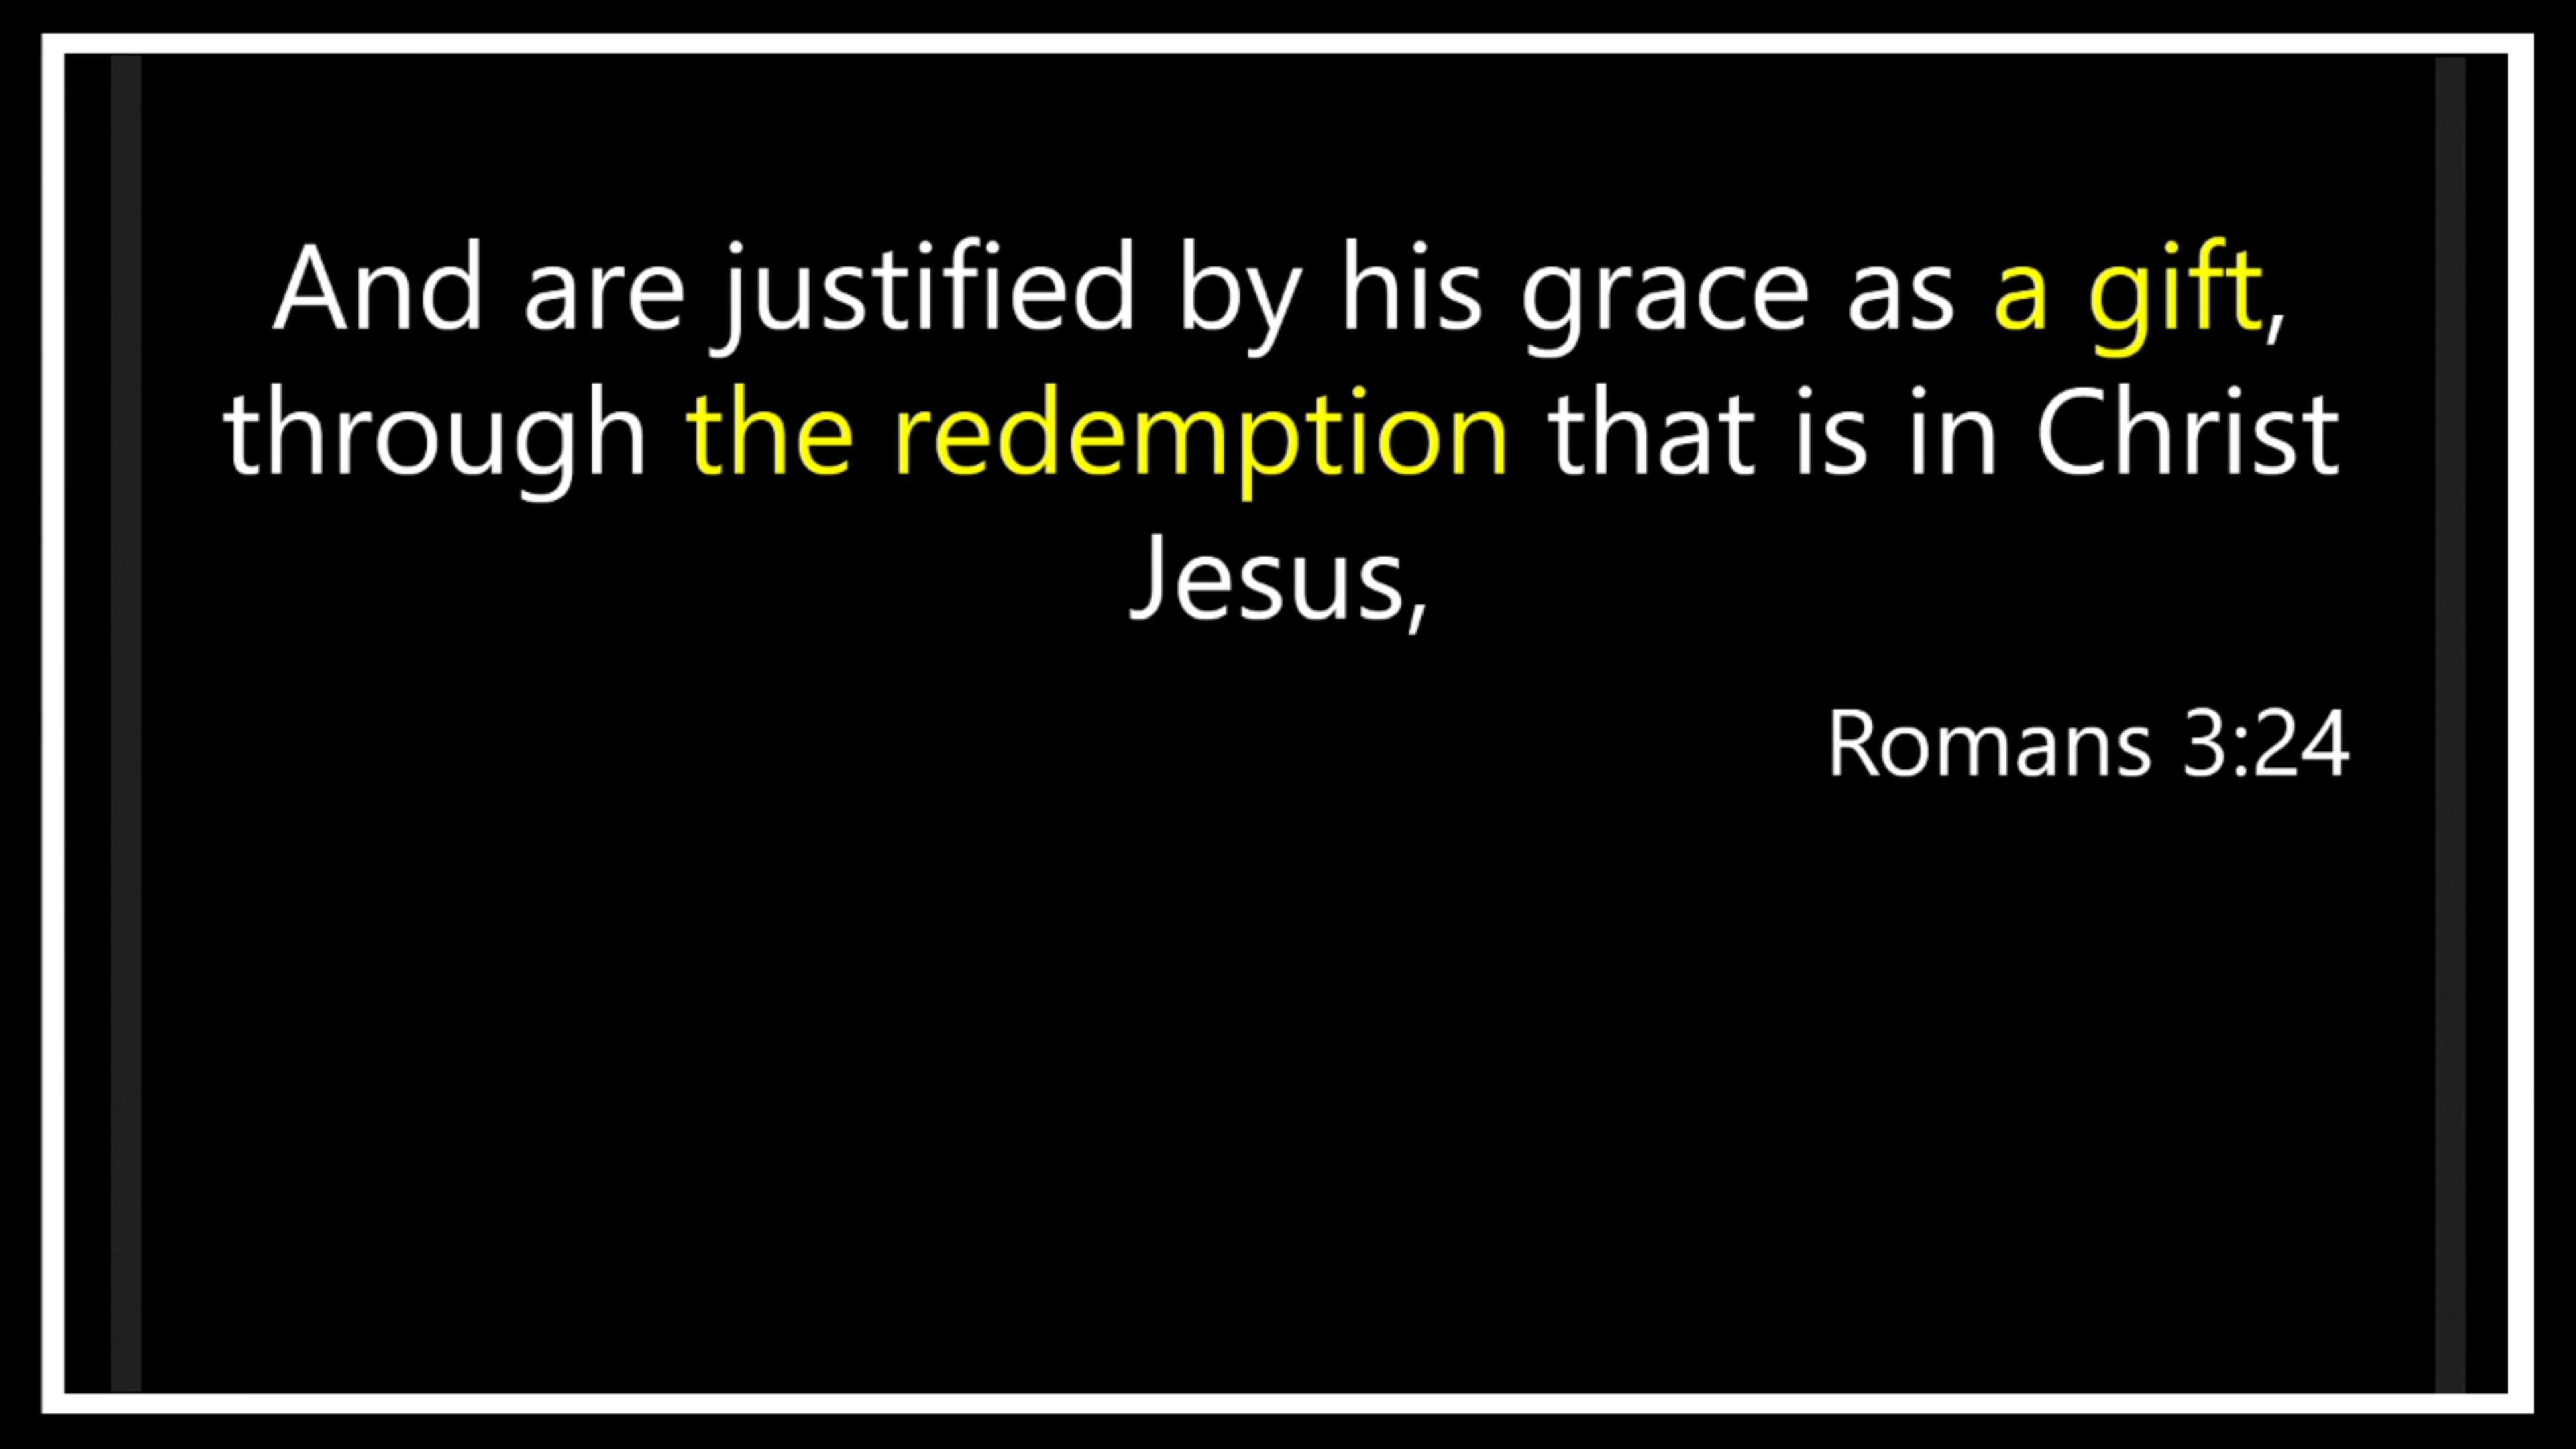 And are justified by his grace as a gift,
through the redemption that is in Christ
Jesus,
Romans 3:24